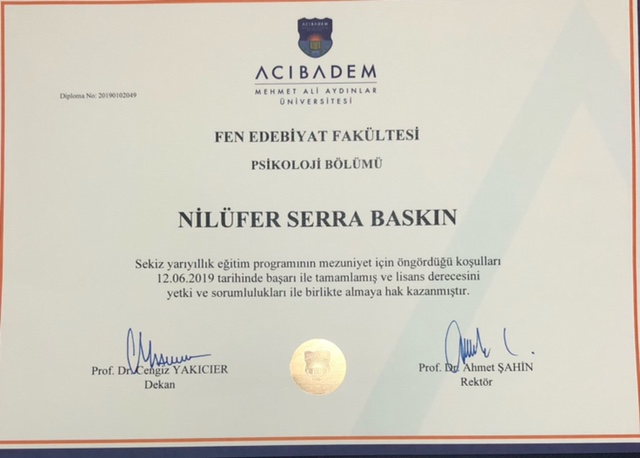 ACIBADEM
MEHMET ALİ AYDINLAR
ÜNİVERSİTESİ
Diploma No: 20190102049
FEN EDEBİYAT FAKÜLTESİ
PSİKOLOJİ BÖLÜMÜ
NİLÜFER SERRA BASKIN
Sekiz yarıyıllık eğitim programının mezuniyet için öngördüğü koşulları
12.06.2019 tarihinde başarı ile tamamlamış ve lisans derecesini
yetki ve sorumlulukları ile birlikte almaya hak kazanmıştır.
Prof. Dr. Cengiz YAKICIER
Dekan
Prof. Dr. Ahmet ŞAHİN
Rektör